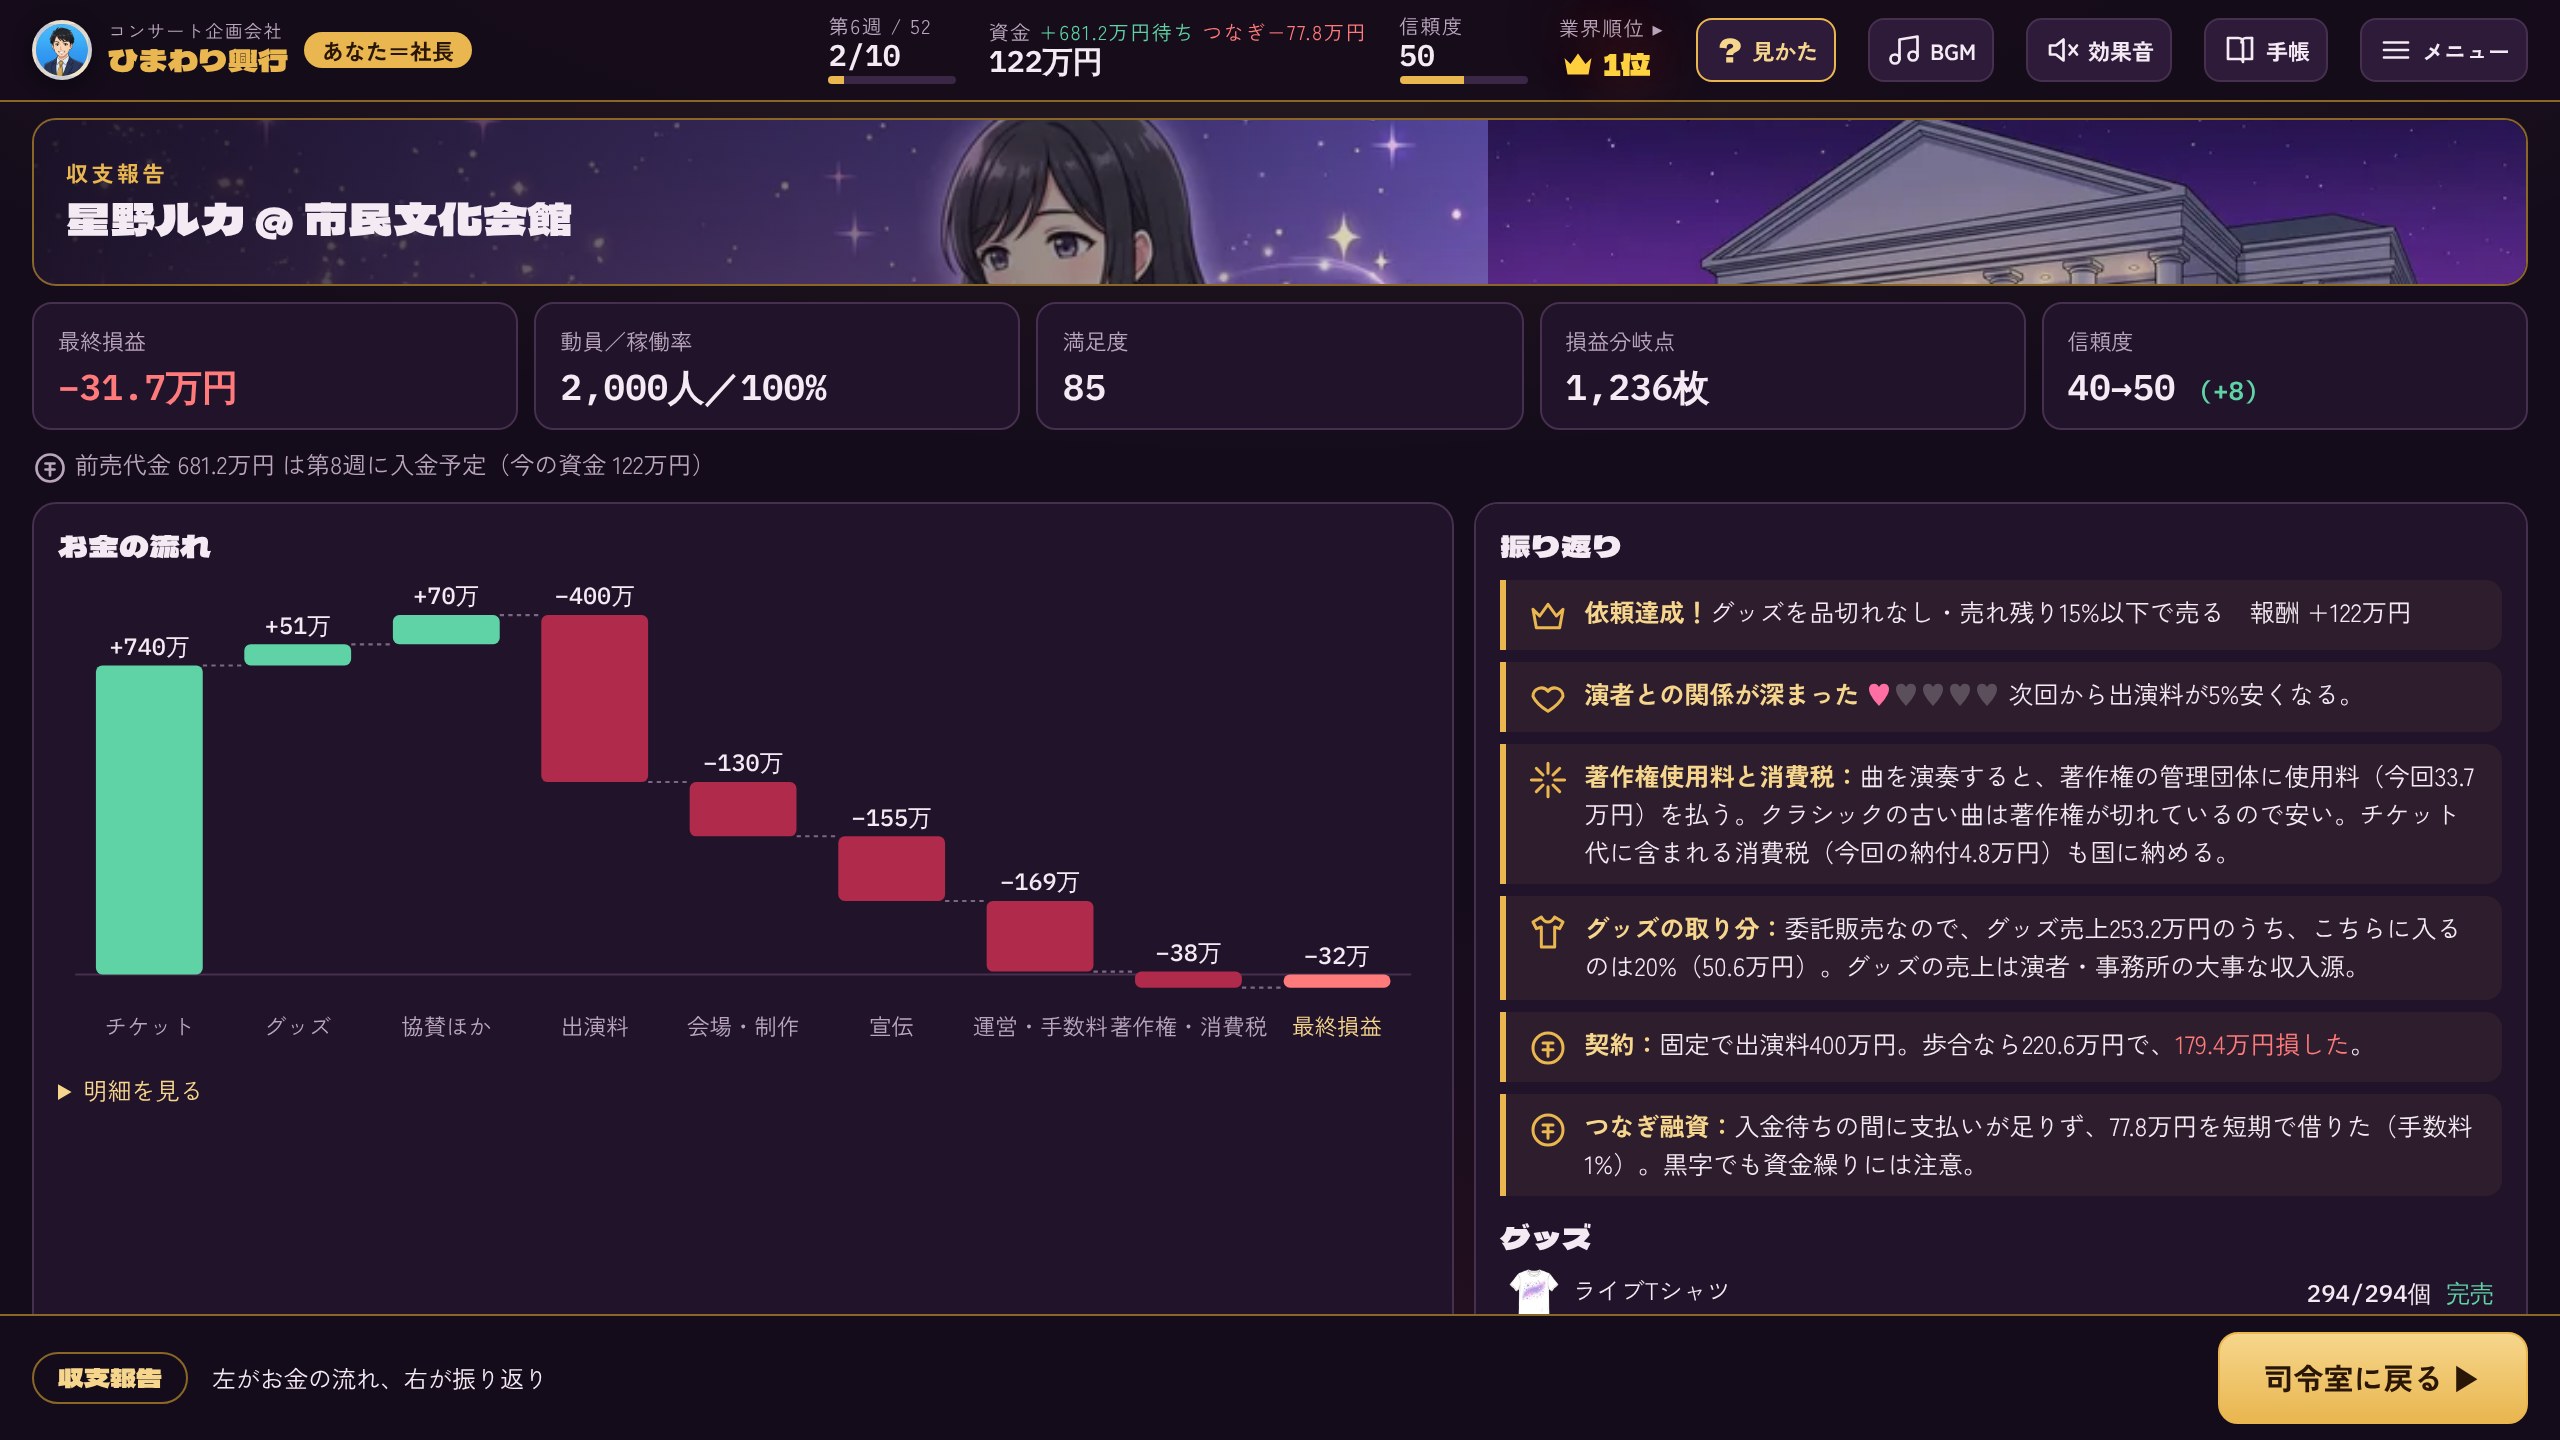 コンサート企画会社
ひまわり興行
あなた＝社長
第6週 / 52
2/10
資金 +681.2万円待ち つなぎ−77.8万円
122万円
信頼度
50
業界順位 ▸
1位
? 見かた
BGM
効果音
手帳
メニュー
収支報告
星野ルカ @ 市民文化会館
最終損益
−31.7万円
動員／稼働率
2,000人／100%
満足度
85
損益分岐点
1,236枚
信頼度
40→50 (+8)
前売代金 681.2万円 は第8週に入金予定（今の資金 122万円）
お金の流れ
+740万
+51万
+70万
−400万
−130万
−155万
−169万
−38万
−32万
チケット
グッズ
協賛ほか
出演料
会場・制作
宣伝
運営・手数料
著作権・消費税
最終損益
▶ 明細を見る
振り返り
依頼達成！グッズを品切れなし・売れ残り15%以下で売る　報酬 +122万円
演者との関係が深まった ♥♥♥♥♥ 次回から出演料が5%安くなる。
著作権使用料と消費税：曲を演奏すると、著作権の管理団体に使用料（今回33.7
万円）を払う。クラシックの古い曲は著作権が切れているので安い。チケット
代に含まれる消費税（今回の納付4.8万円）も国に納める。
グッズの取り分：委託販売なので、グッズ売上253.2万円のうち、こちらに入る
のは20%（50.6万円）。グッズの売上は演者・事務所の大事な収入源。
契約：固定で出演料400万円。歩合なら220.6万円で、179.4万円損した。
つなぎ融資：入金待ちの間に支払いが足りず、77.8万円を短期で借りた（手数料
1%）。黒字でも資金繰りには注意。
グッズ
ライブTシャツ
294/294個 完売
収支報告
左がお金の流れ、右が振り返り
司令室に戻る ▶